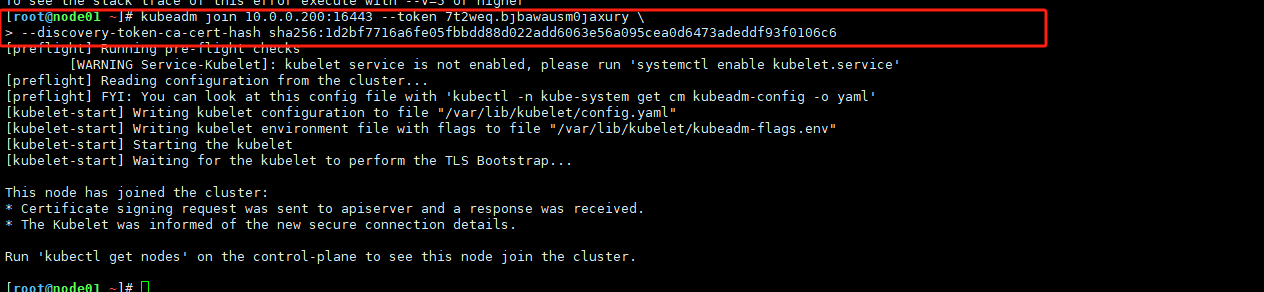 To see the stack trace of this error execute with --v=5 or higher
[root@node01 ~]# kubeadm join 10.0.0.200:16443 --token 7t2weq.bjbawausm0jaxury \
> --discovery-token-ca-cert-hash sha256:1d2bf7716a6fe05fbbdd88d022add6063e56a095cea0d6473adeddf93f0106c6
[preflight] Running pre-flight checks
[WARNING Service-Kubelet]: kubelet service is not enabled, please run 'systemctl enable kubelet.service'
[preflight] Reading configuration from the cluster...
[preflight] FYI: You can look at this config file with 'kubectl -n kube-system get cm kubeadm-config -o yaml'
[kubelet-start] Writing kubelet configuration to file "/var/lib/kubelet/config.yaml"
[kubelet-start] Writing kubelet environment file with flags to file "/var/lib/kubelet/kubeadm-flags.env"
[kubelet-start] Starting the kubelet
[kubelet-start] Waiting for the kubelet to perform the TLS Bootstrap...
This node has joined the cluster:
* Certificate signing request was sent to apiserver and a response was received.
* The Kubelet was informed of the new secure connection details.
Run 'kubectl get nodes' on the control-plane to see this node join the cluster.
[root@node01 ~]#